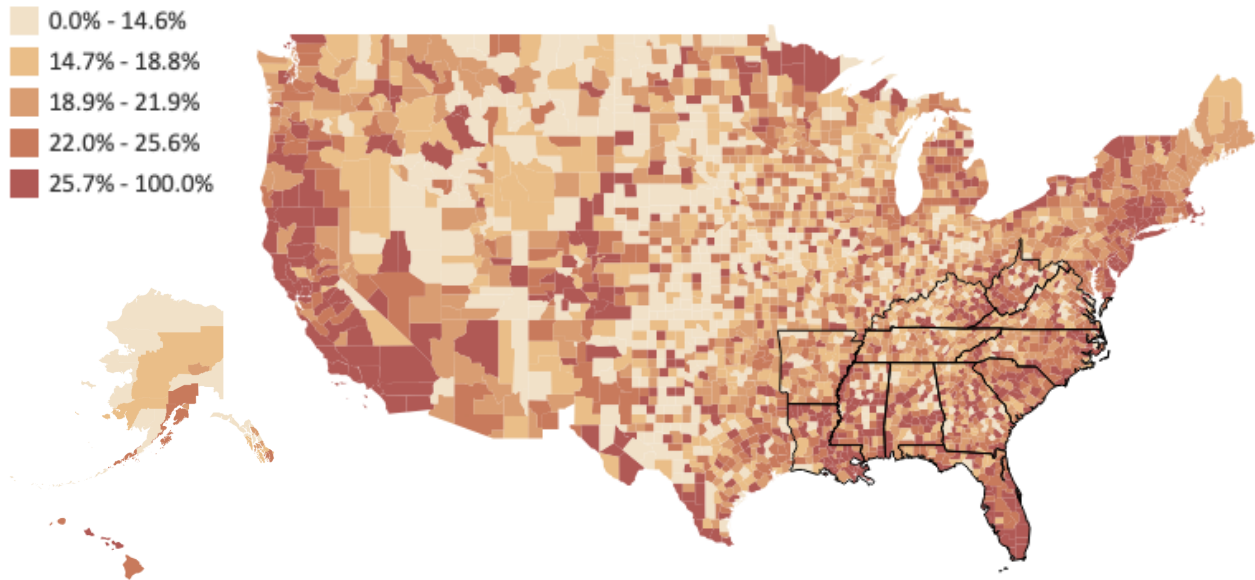 0.0% - 14.6%
14.7% - 18.8%
18.9% - 21.9%
22.0% - 25.6%
25.7% - 100.0%